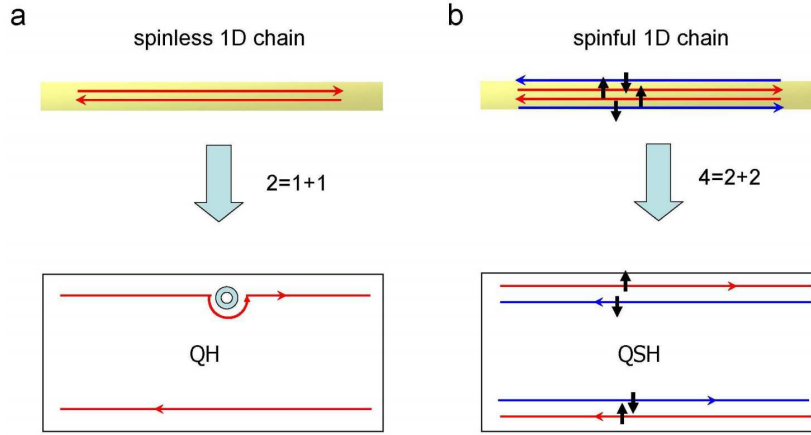 a
spinless 1D chain
2=1+1
QH
b
spinful 1D chain
4=2+2
QSH